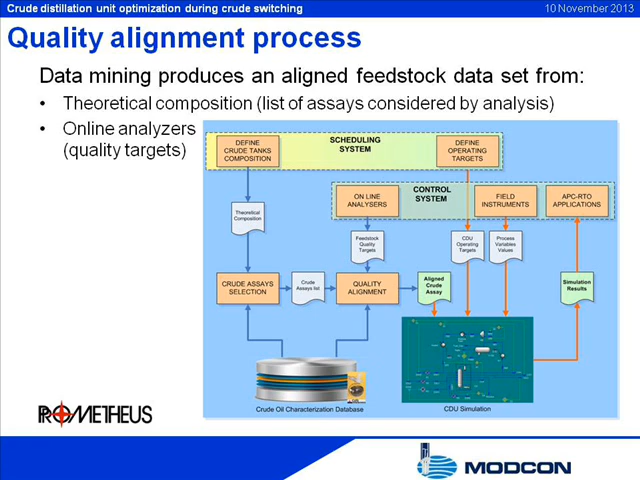 Crude distillation unit optimization during crude switching
10 November 2013
Quality alignment process
Data mining produces an aligned feedstock data set from:
• Theoretical composition (list of assays considered by analysis)
• Online analyzers
(quality targets)
DEFINE
CRUDE TANKS
COMPOSITION
SCHEDULING
SYSTEM
DEFINE
OPERATING
TARGETS
ON LINE
ANALYSERS
CONTROL
SYSTEM
FIELD
INSTRUMENTS
APC-RTO
APPLICATIONS
Theoretical
Composition
Feedstock
Quality
Targets
CDU
Operating
Targets
Process
Variables
Values
CRUDE ASSAYS
SELECTION
Crude
Assays list
QUALITY
ALIGNMENT
Aligned
Crude
Assay
Simulation
Results
Crude Oil Characterization Database
CDU Simulation
PROMETHEUS
MODCON